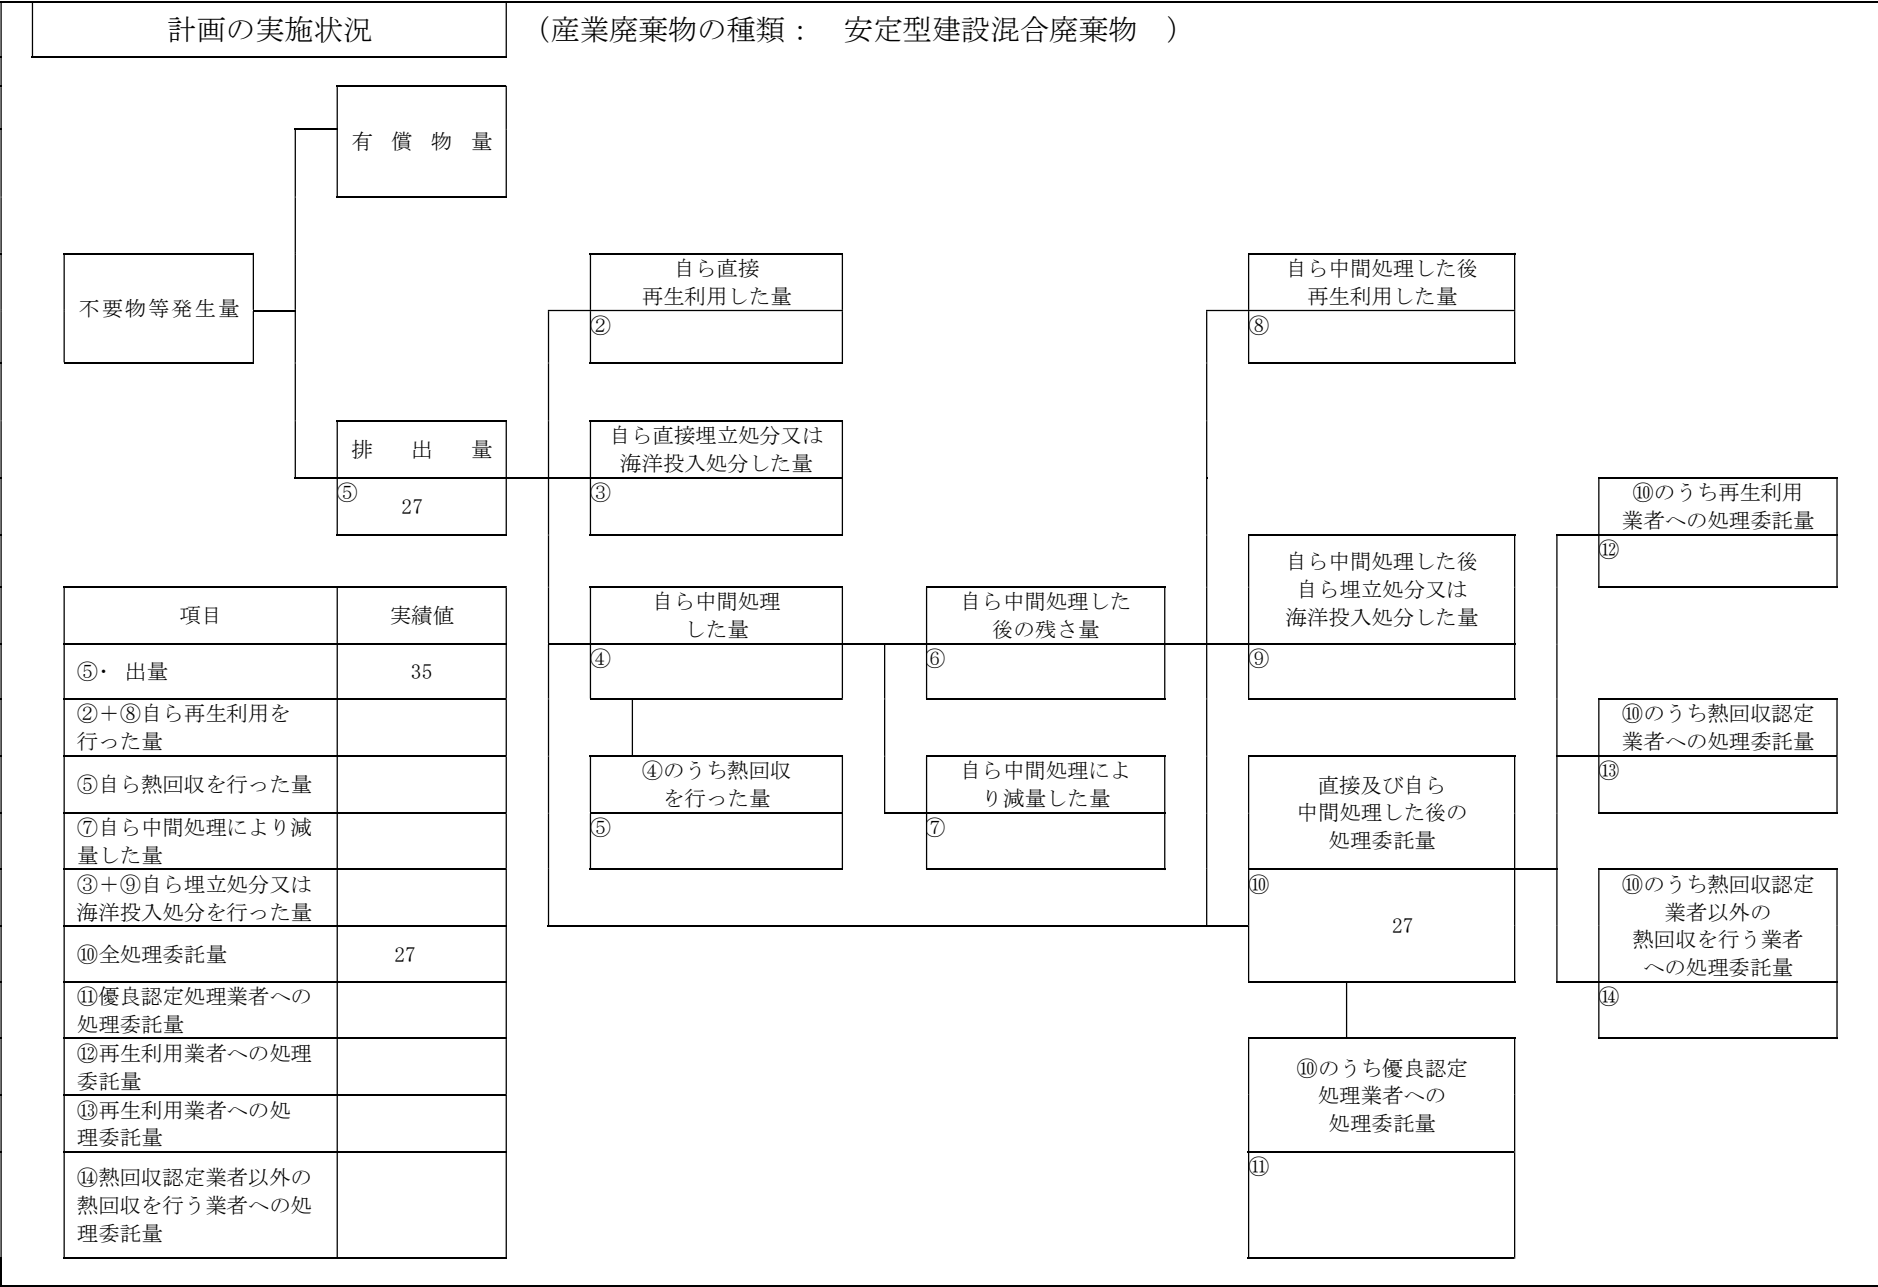 計画の実施状況
（産業廃棄物の種類： 安定型建設混合廃棄物 ）
有償物量
不要物等発生量
自ら直接
再生利用した量
②
自ら中間処理した後
再生利用した量
⑧
排出量
⑤
27
自ら直接埋立処分又は
海洋投入処分した量
③
⑩のうち再生利用
業者への処理委託量
⑫
自ら中間処理した後
自ら埋立処分又は
海洋投入処分した量
⑨
自ら中間処理
した量
④
自ら中間処理した
後の残さ量
⑥
④のうち熱回収
を行った量
⑤
自ら中間処理によ
り減量した量
⑦
直接及び自ら
中間処理した後の
処理委託量
⑩
27
⑩のうち熱回収認定
業者への処理委託量
⑬
⑩のうち熱回収認定
業者以外の
熱回収を行う業者
への処理委託量
⑭
⑩のうち優良認定
処理業者への
処理委託量
⑪
項目 実績値
⑤・ 出量 35
②＋⑧自ら再生利用を
行った量
⑤自ら熱回収を行った量
⑦自ら中間処理により減
量した量
③＋⑨自ら埋立処分又は
海洋投入処分を行った量
⑩全処理委託量 27
⑪優良認定処理業者への
処理委託量
⑫再生利用業者への処理
委託量
⑬再生利用業者への処
理委託量
⑭熱回収認定業者以外の
熱回収を行う業者への処
理委託量